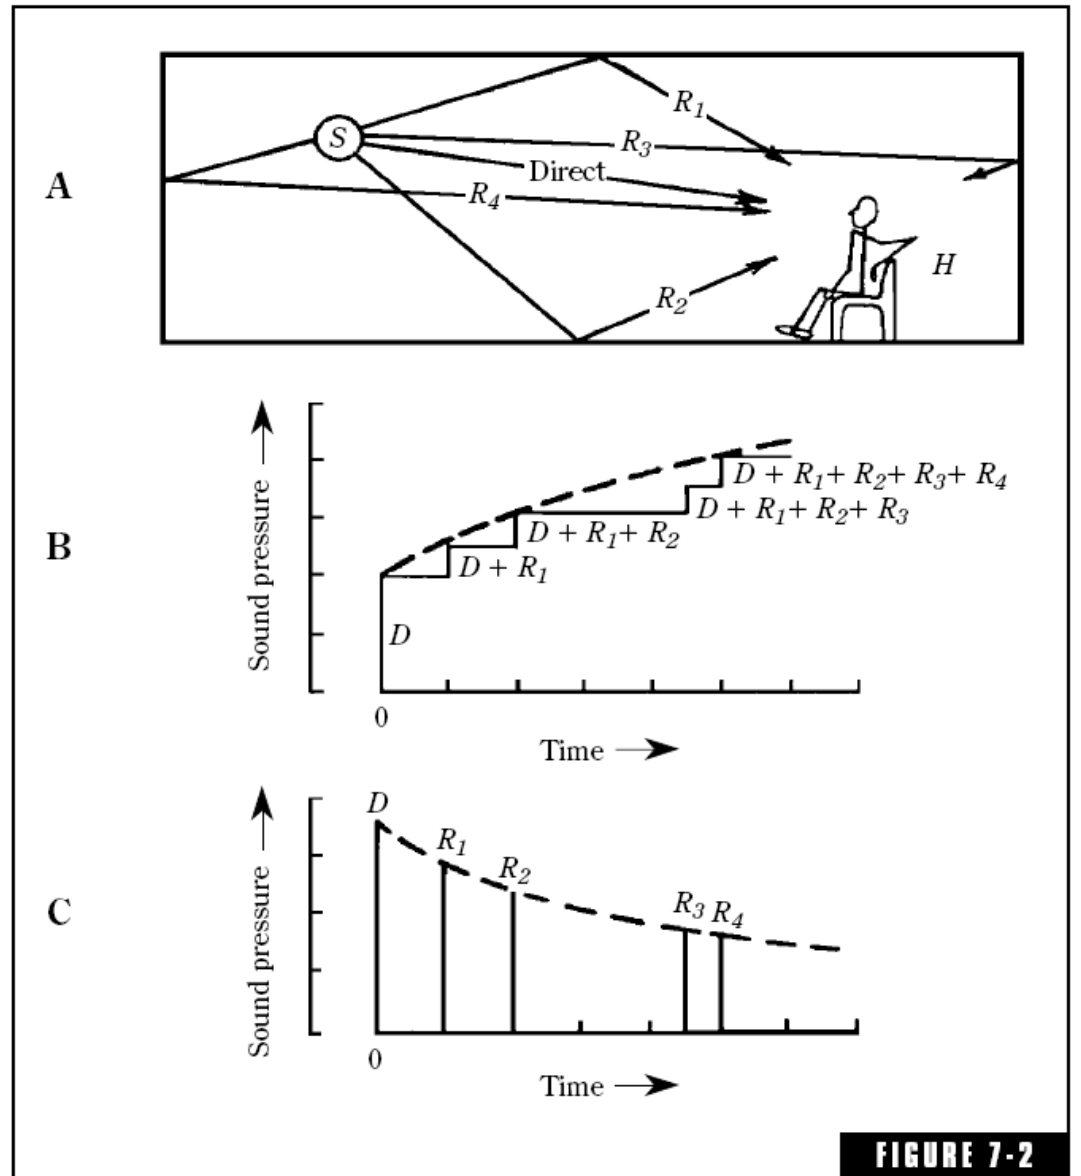 A
S
R1
R3
Direct
R4
R2
H
B
Sound pressure
D + R1+ R2+ R3+ R4
D + R1+ R2+ R3
D + R1+ R2
D + R1
D
0
Time
C
Sound pressure
D
R1
R2
R3 R4
0
Time
FIGURE 7-2